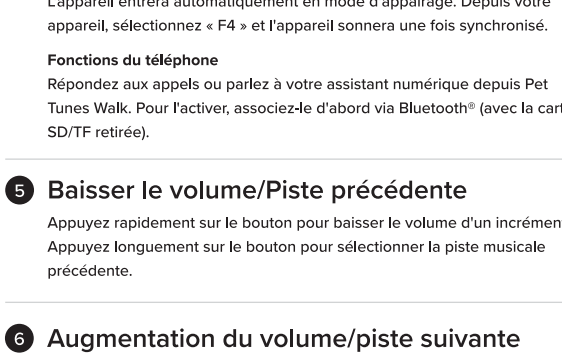 L'appareil entrera automatiquement en mode d'appairage. Depuis votre
appareil, sélectionnez « F4 » et l'appareil sonnera une fois synchronisé.
Fonctions du téléphone
Répondez aux appels ou parlez à votre assistant numérique depuis Pet
Tunes Walk. Pour l'activer, associez-le d'abord via Bluetooth® (avec la cart
SD/TF retirée).
5 Baisser le volume/Piste précédente
Appuyez rapidement sur le bouton pour baisser le volume d'un incrémen
Appuyez longuement sur le bouton pour sélectionner la piste musicale
précédente.
6 Augmentation du volume/piste suivante